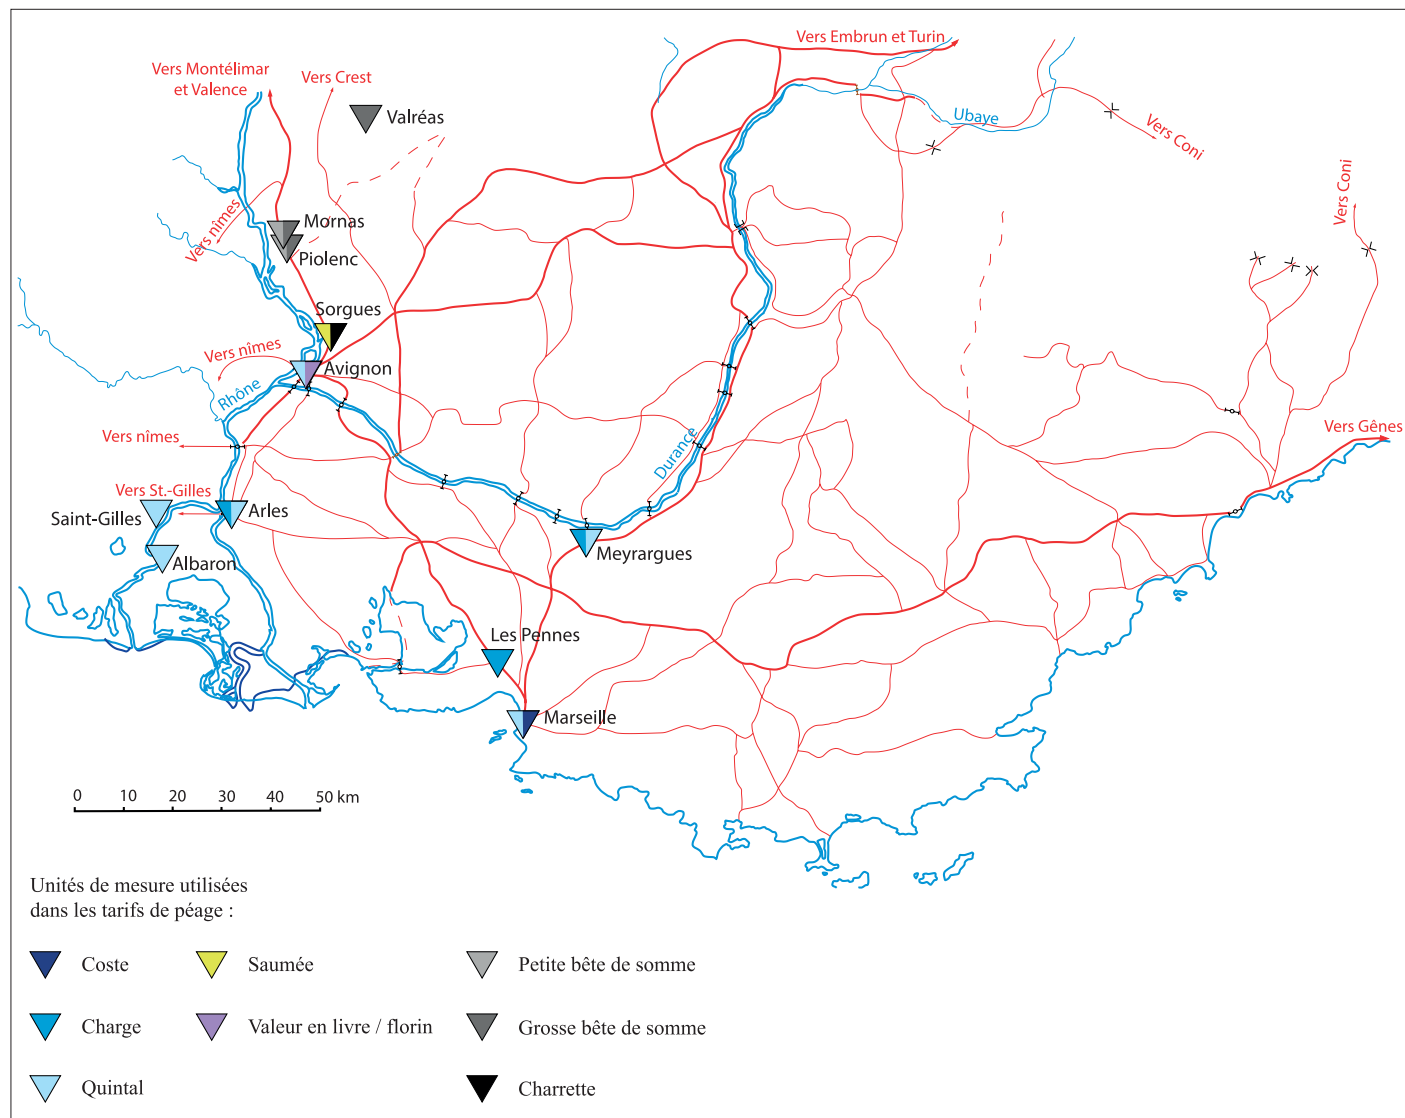 Vers Embrun et Turin
Vers Montélimar
et Valence
Vers Crest
Valréas
Ubaye
Vers Coni
Vers Coni
Vers nîmes
Mornas
Piolenc
Sorgues
Vers nîmes
Avignon
Rhône
Vers nîmes
Durance
Vers Gênes
Vers St.-Gilles
Saint-Gilles
Arles
Albaron
Meyrargues
Les Pennes
Marseille
0 10 20 30 40 50 km
Unités de mesure utilisées
dans les tarifs de péage :
Coste
Saumée
Petite bête de somme
Charge
Valeur en livre / florin
Grosse bête de somme
Quintal
Charrette